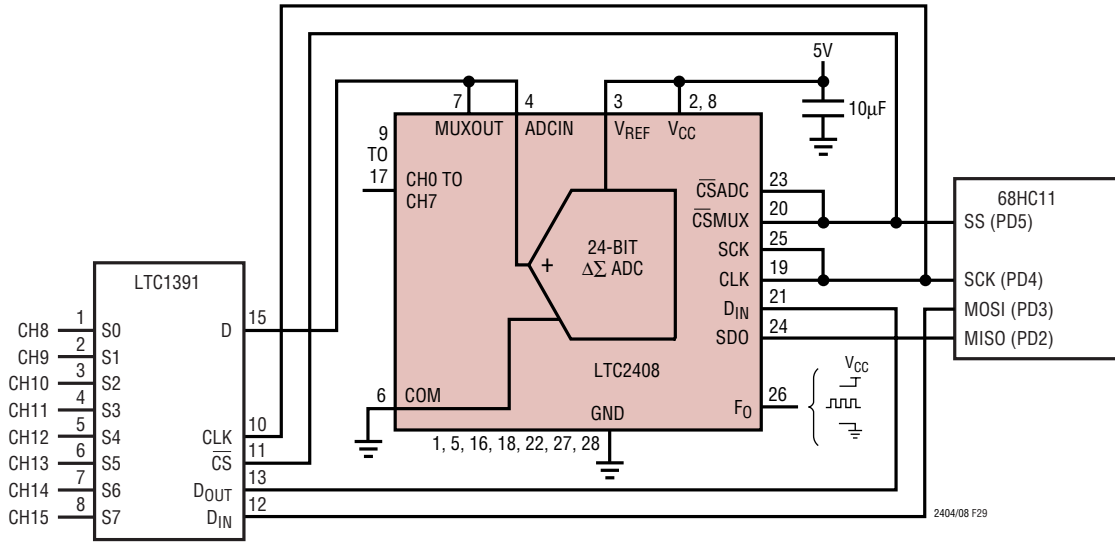 5V
7
4
3
2, 8
10µF
MUXOUT
ADCIN
VREF
VCC
9
TO
17
CH0 TO
CH7
23
CSADC
20
CSMUX
25
SCK
19
CLK
21
DIN
24
SDO
24-BIT
ΔΣ ADC
+
LTC2408
68HC11
SS (PD5)
SCK (PD4)
MOSI (PD3)
MISO (PD2)
LTC1391
CH8 1 S0
CH9 2 S1
CH10 3 S2
CH11 4 S3
CH12 5 S4
CH13 6 S5
CH14 7 S6
CH15 8 S7
D 15
CLK 10
CS 11
DOUT 13
DIN 12
6 COM
GND
1, 5, 16, 18, 22, 27, 28
FO 26
VCC
2404/08 F29